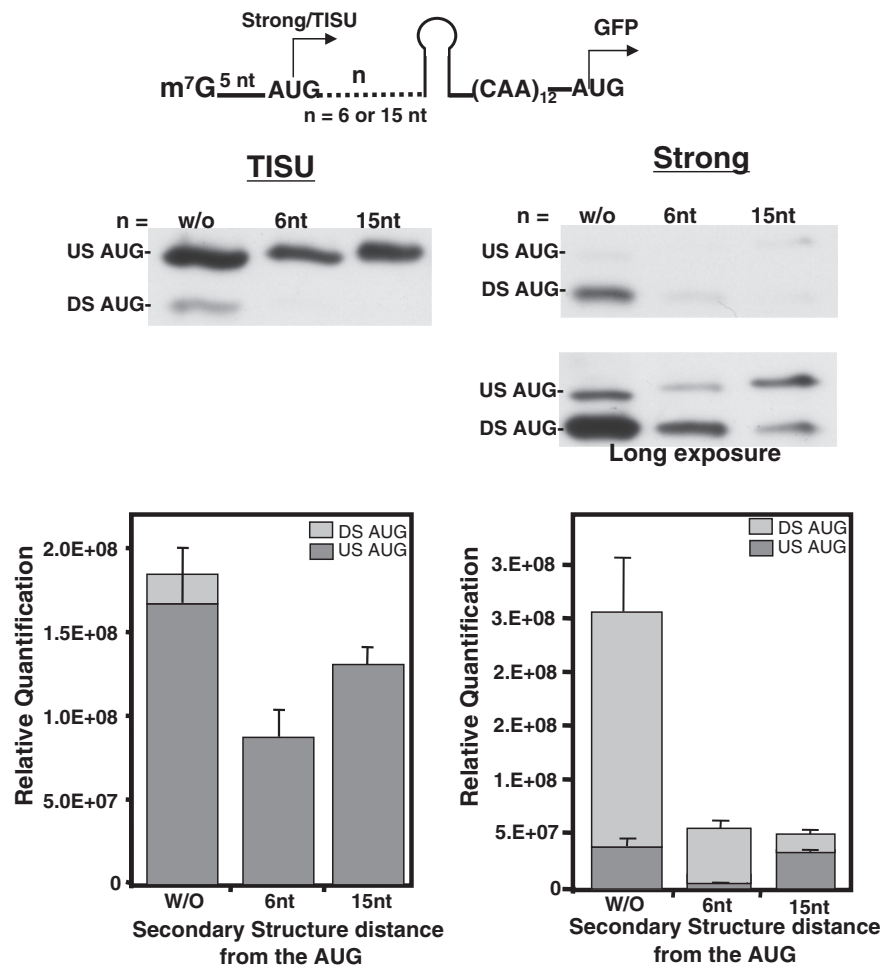 Strong/TISU
GFP
m⁷G 5 nt AUG n (CAA)₁₂ AUG
n = 6 or 15 nt
TISU
n = w/o 6nt 15nt
US AUG-
DS AUG-
Strong
n = w/o 6nt 15nt
US AUG-
DS AUG-
US AUG-
DS AUG-
Long exposure
Relative Quantification
2.0E+08
1.5E+08
1.0E+08
5.0E+07
0
DS AUG
US AUG
W/O 6nt 15nt
Secondary Structure distance
from the AUG
Relative Quantification
3.E+08
3.E+08
2.E+08
2.E+08
1.E+08
5.E+07
0
DS AUG
US AUG
W/O 6nt 15nt
Secondary Structure distance
from the AUG